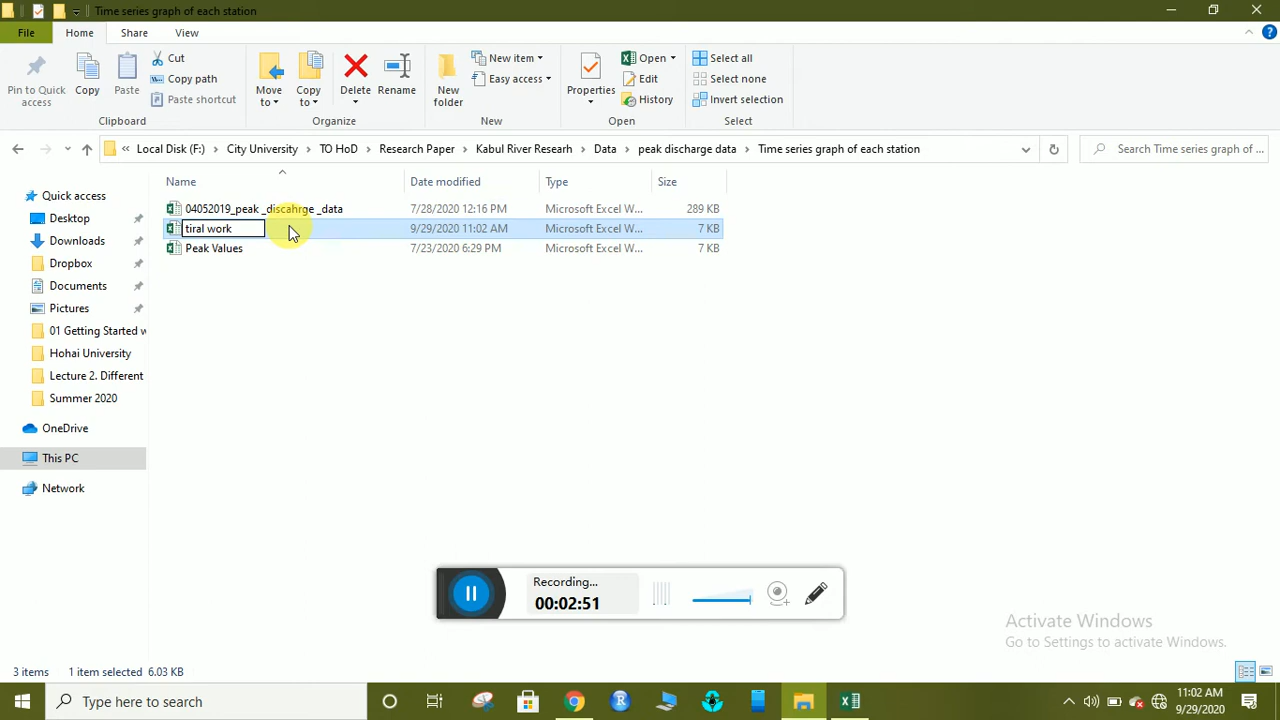 Time series graph of each station
File Home Share View
Pin to Quick access
Copy
Paste
Cut
Copy path
Paste shortcut
Clipboard
Move to
Copy to
Delete
Rename
Organize
New folder
New item
Easy access
New
Properties
Open
Edit
History
Open
Select all
Select none
Invert selection
Select
« Local Disk (F:) › City University › TO HoD › Research Paper › Kabul River Researh › Data › peak discharge data › Time series graph of each station
Search Time series graph of ...
Name Date modified Type Size
04052019_peak _discahrge _data 7/28/2020 12:16 PM Microsoft Excel W... 289 KB
tiral work 9/29/2020 11:02 AM Microsoft Excel W... 7 KB
Peak Values 7/23/2020 6:29 PM Microsoft Excel W... 7 KB
Quick access
Desktop
Downloads
Dropbox
Documents
Pictures
01 Getting Started w
Hohai University
Lecture 2. Different
Summer 2020
OneDrive
This PC
Network
Recording...
00:02:51
Activate Windows
Go to Settings to activate Windows.
3 items 1 item selected 6.03 KB
Type here to search
11:02 AM
9/29/2020